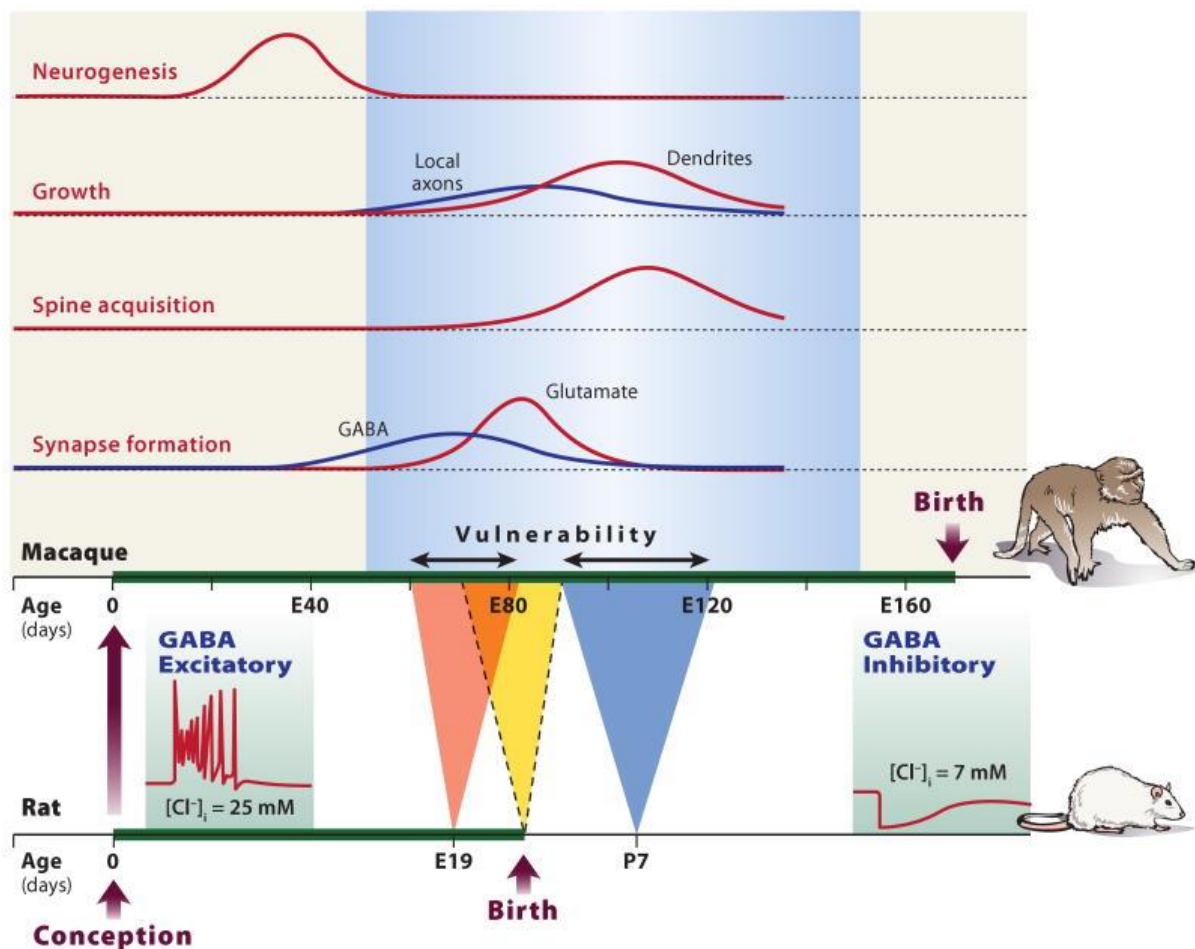 Neurogenesis
Growth
Local
axons
Dendrites
Spine acquisition
Synapse formation
GABA
Glutamate
Vulnerability
Birth
Macaque
Age
(days)
0
E40
E80
E120
E160
GABA
Excitatory
[Cl⁻]ᵢ = 25 mM
GABA
Inhibitory
[Cl⁻]ᵢ = 7 mM
Rat
Age
(days)
0
E19
P7
Birth
Conception